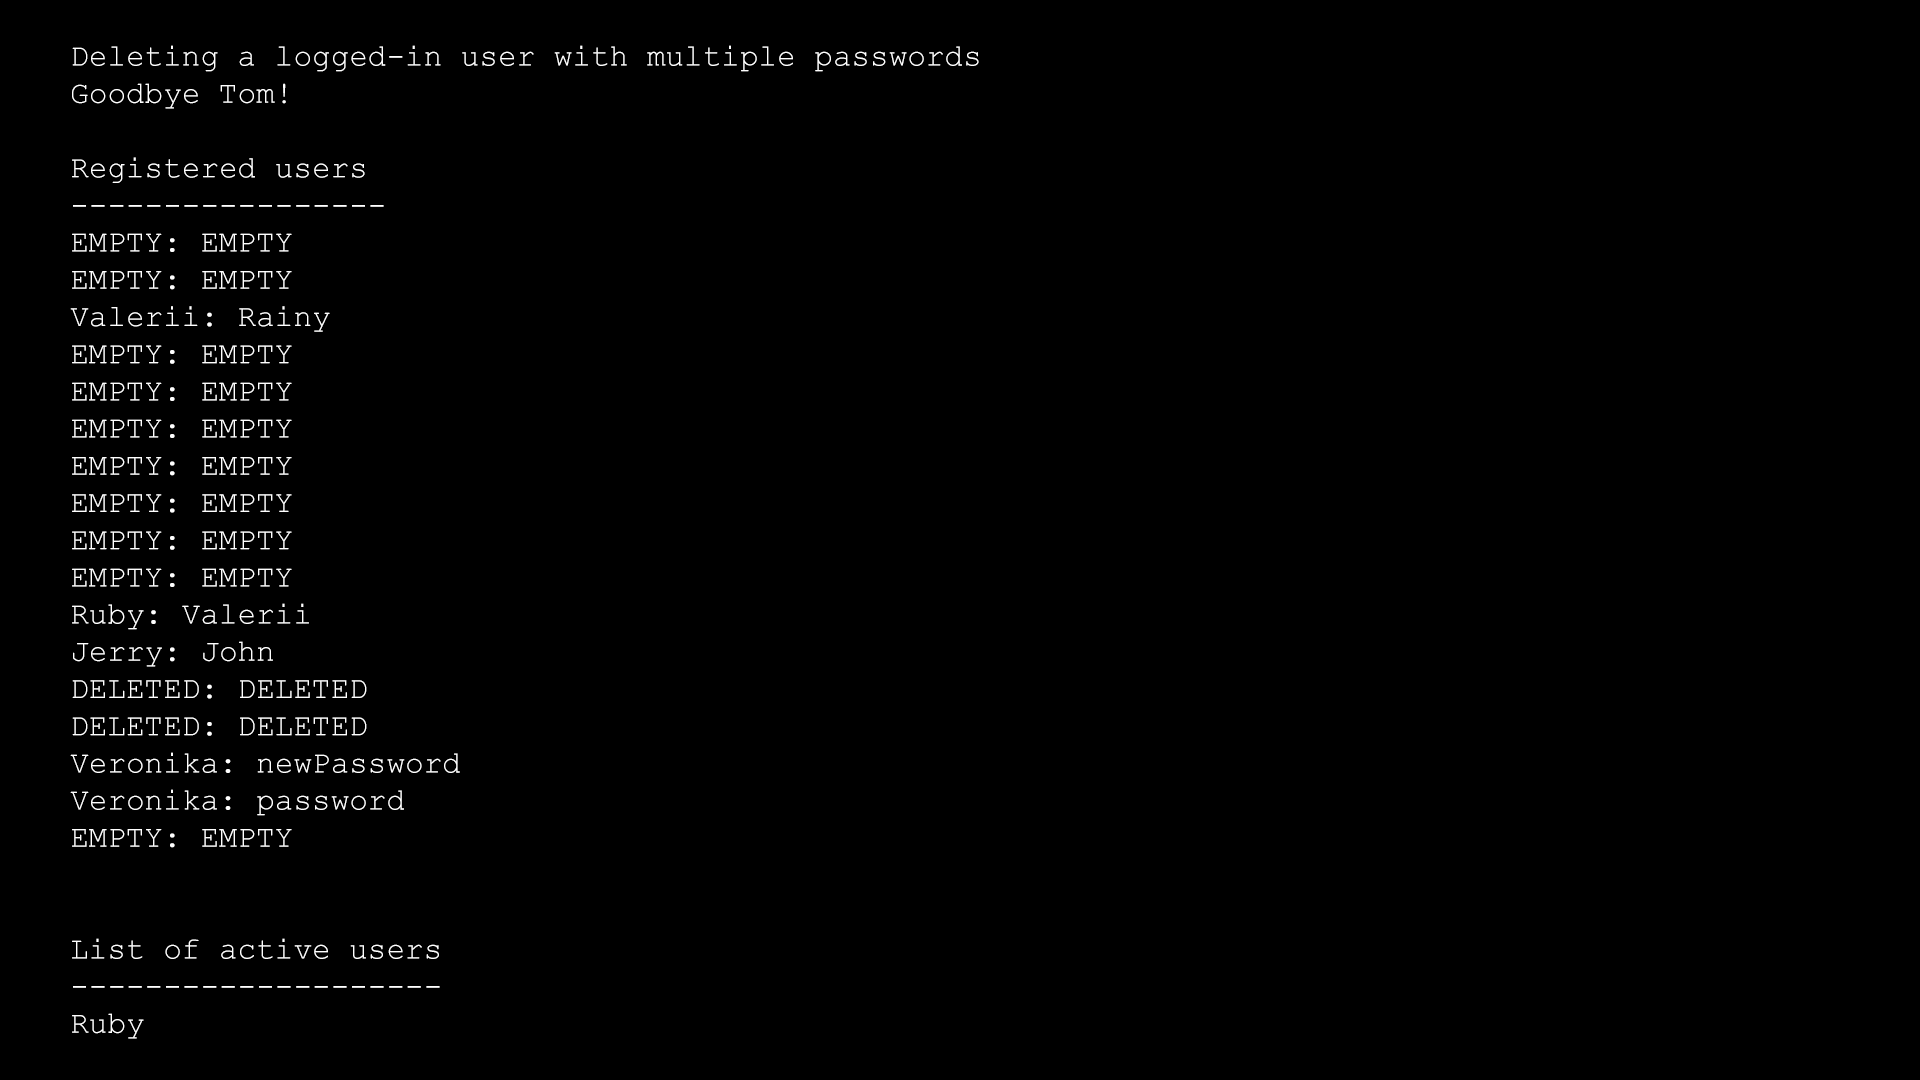 Deleting a logged-in user with multiple passwords
Goodbye Tom!
Registered users
-----------------
EMPTY: EMPTY
EMPTY: EMPTY
Valerii: Rainy
EMPTY: EMPTY
EMPTY: EMPTY
EMPTY: EMPTY
EMPTY: EMPTY
EMPTY: EMPTY
EMPTY: EMPTY
EMPTY: EMPTY
Ruby: Valerii
Jerry: John
DELETED: DELETED
DELETED: DELETED
Veronika: newPassword
Veronika: password
EMPTY: EMPTY
List of active users
--------------------
Ruby